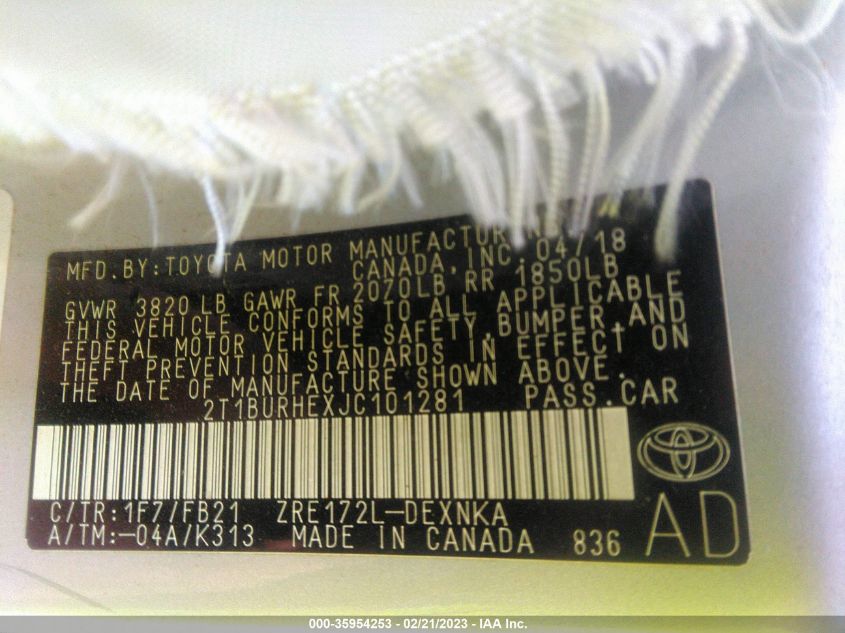 MFD.BY:TOYOTA MOTOR MANUFACTURING
CANADA,INC. 04/18
GVWR 3820 LB GAWR FR 2070LB RR 1850LB
THIS VEHICLE CONFORMS TO ALL APPLICABLE
FEDERAL MOTOR VEHICLE SAFETY,BUMPER,AND
THEFT PREVENTION STANDARDS IN EFFECT ON
THE DATE OF MANUFACTURE SHOWN ABOVE.
2T1BURHEXJC101281 PASS.CAR
C/TR:1F7/FB21 ZRE172L-DEXNKA
A/TM:-04A/K313 MADE IN CANADA 836 AD
000-35954253 - 02/21/2023 - IAA Inc.